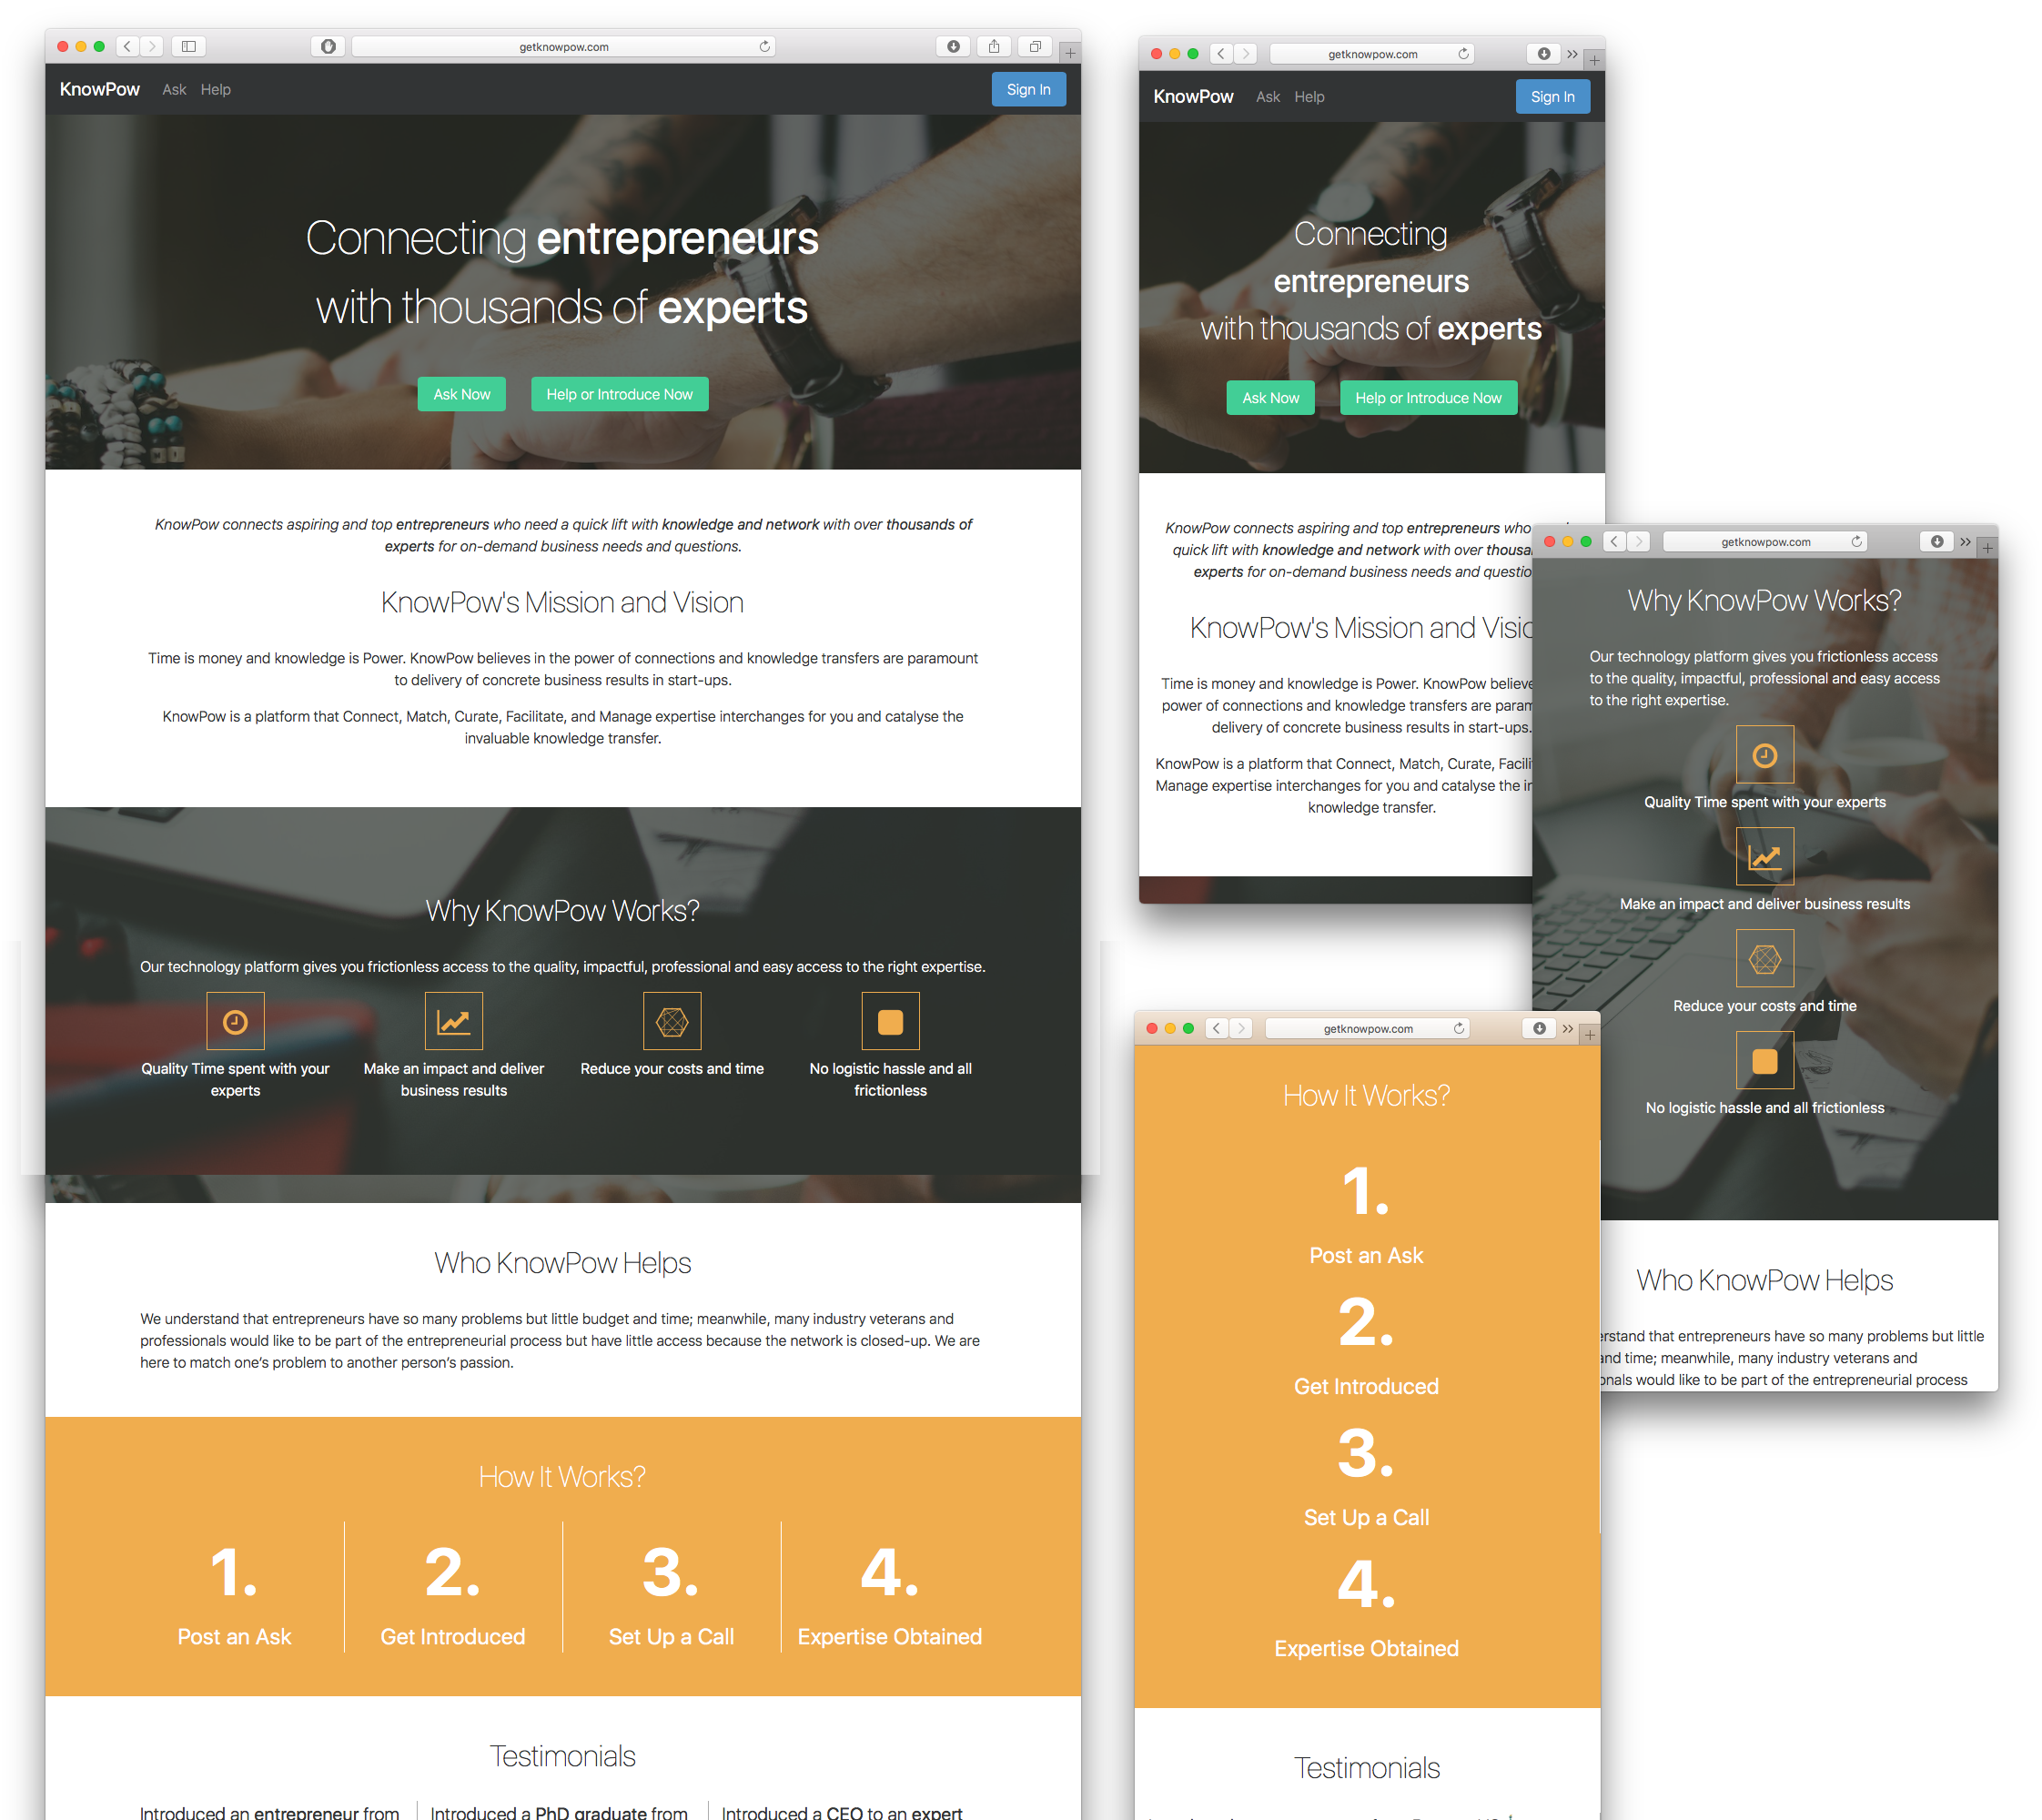 getknowpow.com
KnowPow Ask Help Sign In
Connecting entrepreneurs
with thousands of experts
Ask Now Help or Introduce Now
KnowPow connects aspiring and top entrepreneurs who need a quick lift with knowledge and network with over thousands of
experts for on-demand business needs and questions.
KnowPow's Mission and Vision
Time is money and knowledge is Power. KnowPow believes in the power of connections and knowledge transfers are paramount
to delivery of concrete business results in start-ups.
KnowPow is a platform that Connect, Match, Curate, Facilitate, and Manage expertise interchanges for you and catalyse the
invaluable knowledge transfer.
Why KnowPow Works?
Our technology platform gives you frictionless access to the quality, impactful, professional and easy access to the right expertise.
Quality Time spent with your
experts
Make an impact and deliver
business results
Reduce your costs and time
No logistic hassle and all
frictionless
Who KnowPow Helps
We understand that entrepreneurs have so many problems but little budget and time; meanwhile, many industry veterans and
professionals would like to be part of the entrepreneurial process but have little access because the network is closed-up. We are
here to match one’s problem to another person’s passion.
How It Works?
1.
Post an Ask
2.
Get Introduced
3.
Set Up a Call
4.
Expertise Obtained
Testimonials
Introduced an entrepreneur from
Introduced a PhD graduate from
Introduced a CEO to an expert
getknowpow.com
KnowPow Ask Help Sign In
Connecting
entrepreneurs
with thousands of experts
Ask Now Help or Introduce Now
KnowPow connects aspiring and top entrepreneurs who
quick lift with knowledge and network with over
experts for on-demand business needs and
KnowPow's Mission and
Time is money and knowledge is Power. KnowPow
power of connections and knowledge transfers are
delivery of concrete business results in start-ups.
KnowPow is a platform that Connect, Match, Curate,
Manage expertise interchanges for you and catalyse the
knowledge transfer.
getknowpow.com
Why KnowPow Works?
Our technology platform gives you frictionless access
to the quality, impactful, professional and easy access
to the right expertise.
Quality Time spent with your experts
Make an impact and deliver business results
Reduce your costs and time
No logistic hassle and all frictionless
Who KnowPow Helps
that entrepreneurs have so many problems but little
and time; meanwhile, many industry veterans and
would like to be part of the entrepreneurial process
getknowpow.com
How It Works?
1.
Post an Ask
2.
Get Introduced
3.
Set Up a Call
4.
Expertise Obtained
Testimonials